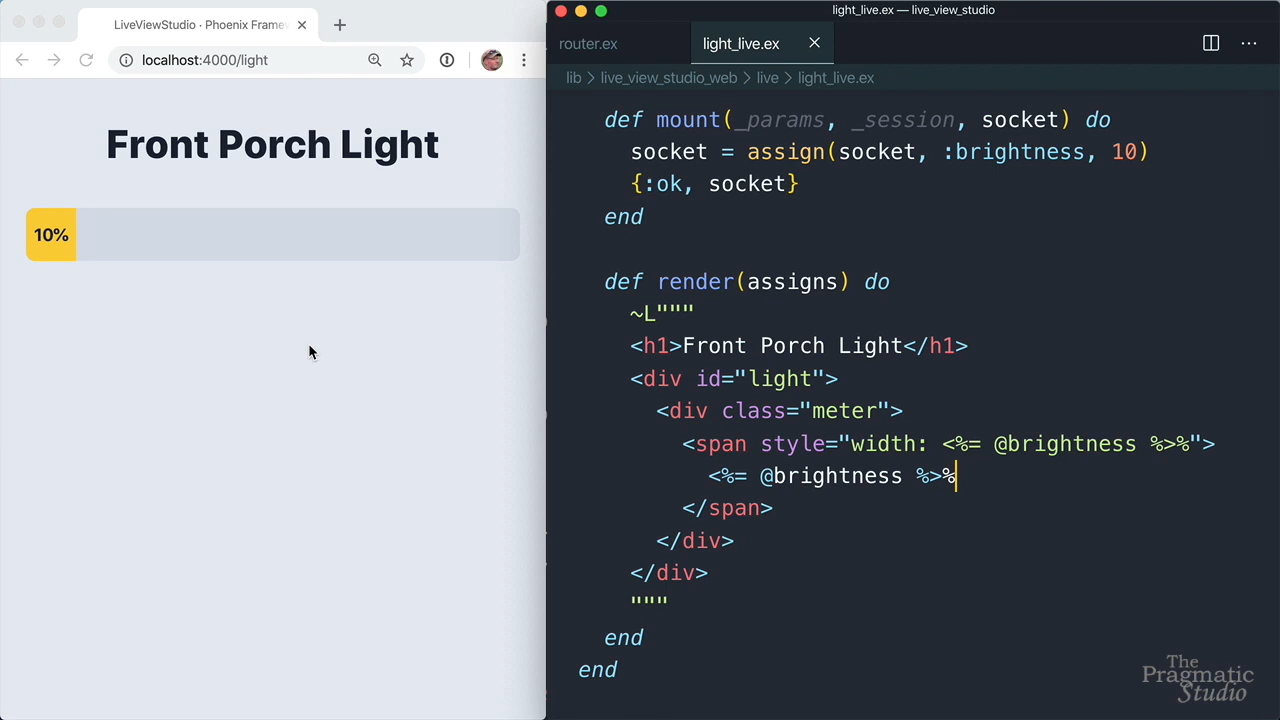 LiveViewStudio · Phoenix Framew
localhost:4000/light
Front Porch Light
10%
light_live.ex — live_view_studio
router.ex
light_live.ex
lib > live_view_studio_web > live > light_live.ex
def mount(_params, _session, socket) do
socket = assign(socket, :brightness, 10)
{:ok, socket}
end
def render(assigns) do
~L"""
<h1>Front Porch Light</h1>
<div id="light">
<div class="meter">
<span style="width: <%= @brightness %>%">
<%= @brightness %>%
</span>
</div>
</div>
"""
end
end
The
Pragmatic
Studio